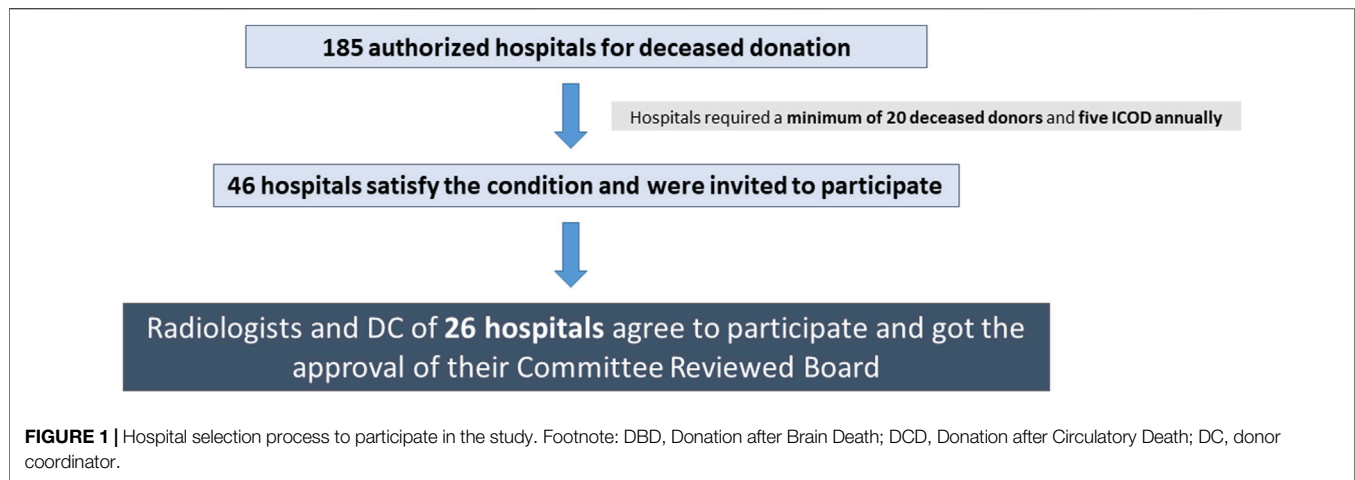 185 authorized hospitals for deceased donation
Hospitals required a minimum of 20 deceased donors and five ICOD annually
46 hospitals satisfy the condition and were invited to participate
Radiologists and DC of 26 hospitals agree to participate and got the
approval of their Committee Reviewed Board
FIGURE 1 | Hospital selection process to participate in the study. Footnote: DBD, Donation after Brain Death; DCD, Donation after Circulatory Death; DC, donor
coordinator.